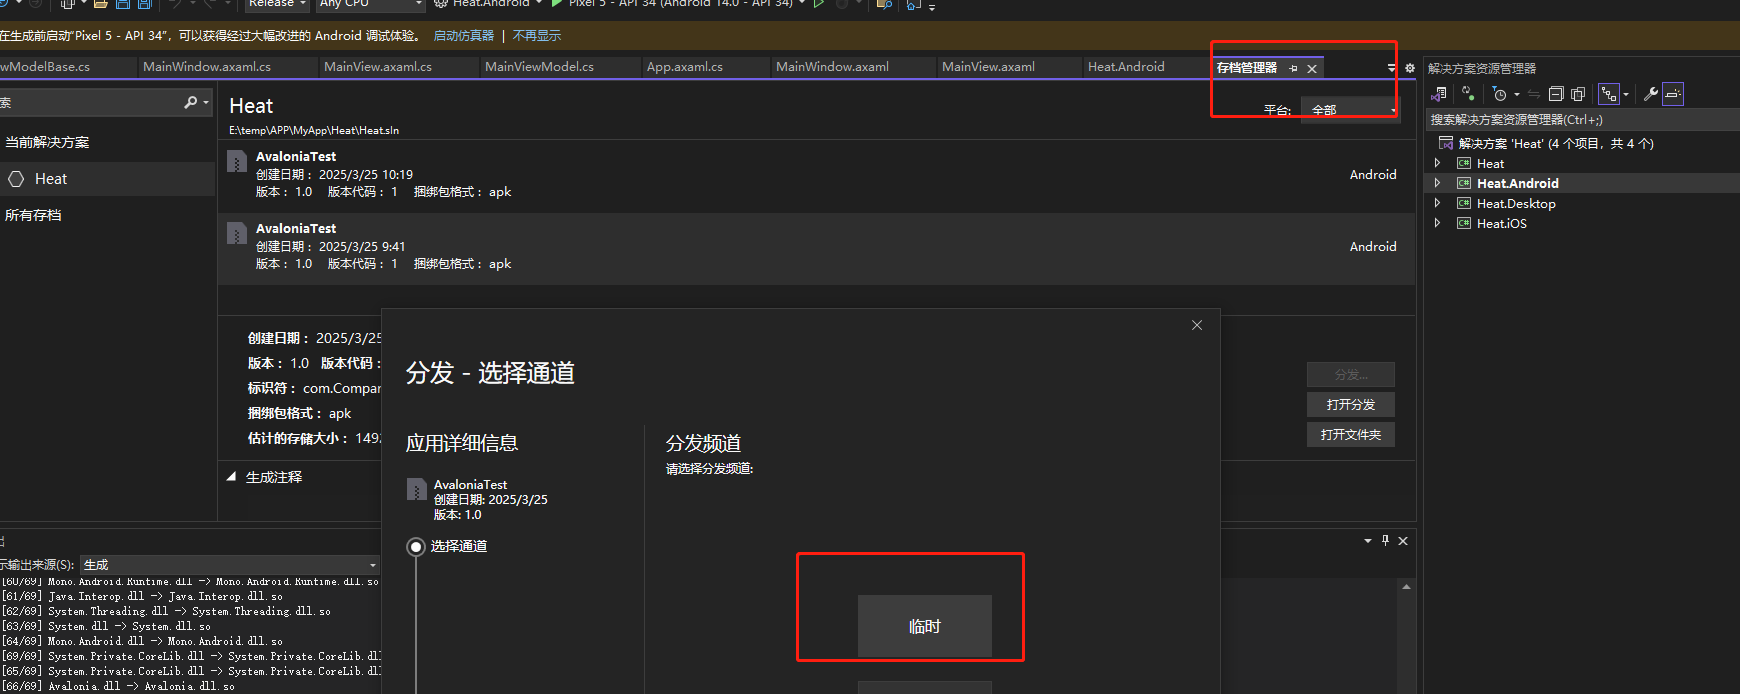 Release
Any CPU
Heat.Android
Pixel 5 - API 34 (Android 14.0 - API 34)
在生成前启动“Pixel 5 - API 34”，可以获得经过大幅改进的 Android 调试体验。 启动仿真器 | 不再显示
wModelBase.cs
MainWindow.axaml.cs
MainView.axaml.cs
MainViewModel.cs
App.axaml.cs
MainWindow.axaml
MainView.axaml
Heat.Android
存档管理器
索
当前解决方案
Heat
所有存档
Heat
E:\temp\APP\MyApp\Heat\Heat.sln
平台:
全部
AvaloniaTest
创建日期： 2025/3/25 10:19
版本： 1.0 版本代码： 1 捆绑包格式： apk
Android
AvaloniaTest
创建日期： 2025/3/25 9:41
版本： 1.0 版本代码： 1 捆绑包格式： apk
Android
创建日期： 2025/3/25
版本： 1.0 版本代码：
标识符： com.Compar
捆绑包格式： apk
估计的存储大小： 149
生成注释
分发...
打开分发
打开文件夹
分发 - 选择通道
应用详细信息
AvaloniaTest
创建日期: 2025/3/25
版本: 1.0
选择通道
分发频道
请选择分发频道:
临时
出
示输出来源(S):
生成
[60/69] Mono.Android.Runtime.dll -> Mono.Android.Runtime.dll.so
[61/69] Java.Interop.dll -> Java.Interop.dll.so
[62/69] System.Threading.dll -> System.Threading.dll.so
[63/69] System.dll -> System.dll.so
[64/69] Mono.Android.dll -> Mono.Android.dll.so
[69/69] System.Private.CoreLib.dll -> System.Private.CoreLib.dll
[65/69] System.Private.CoreLib.dll -> System.Private.CoreLib.dll
[66/69] Avalonia.dll -> Avalonia.dll.so
解决方案资源管理器
搜索解决方案资源管理器(Ctrl+;)
解决方案 'Heat' (4 个项目，共 4 个)
Heat
Heat.Android
Heat.Desktop
Heat.iOS